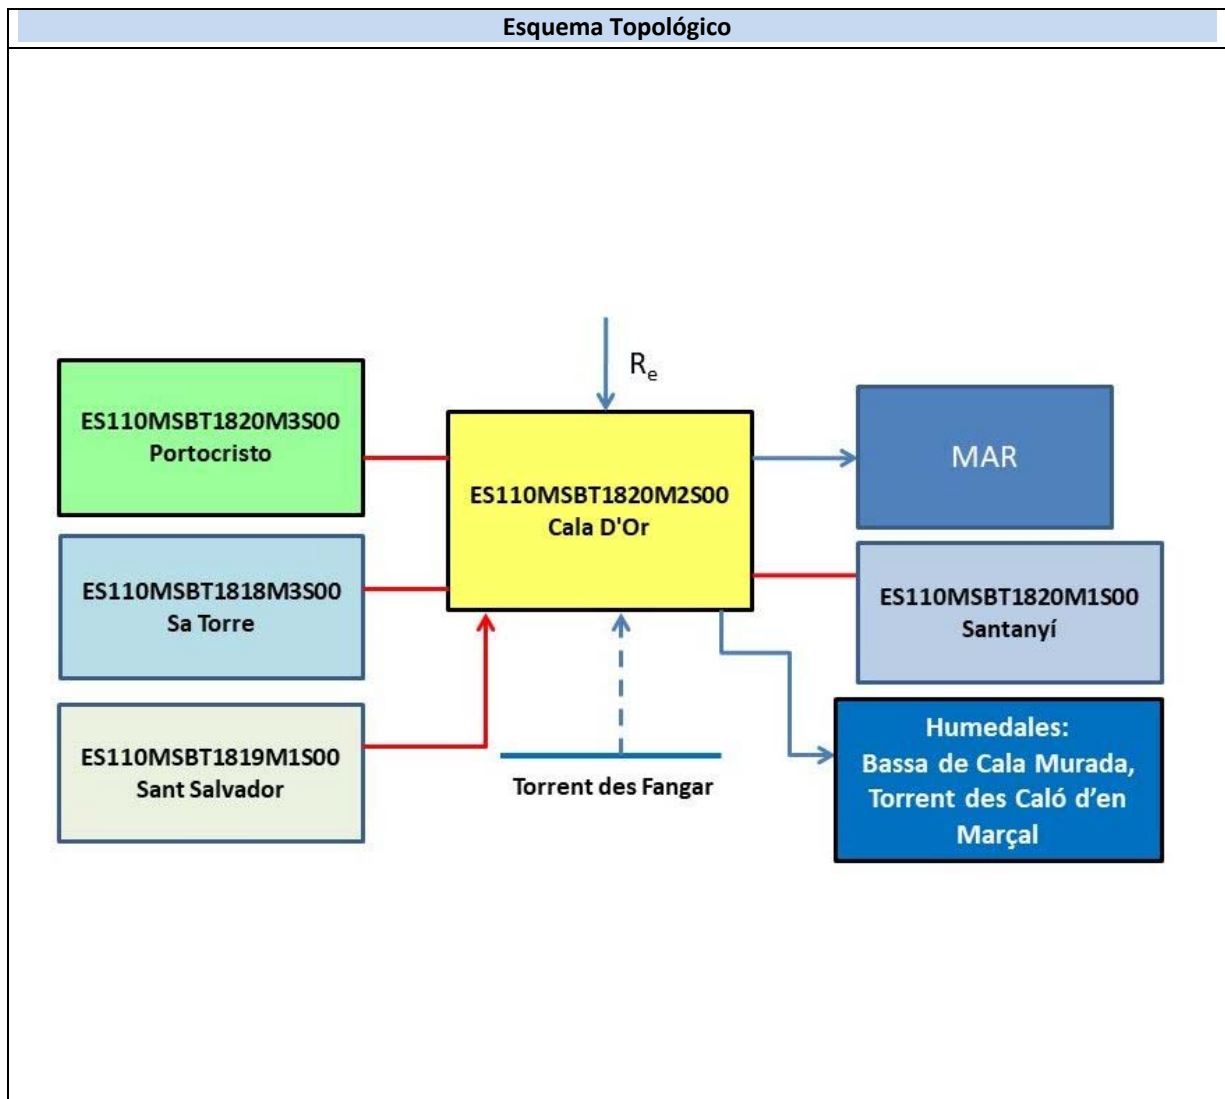 Esquema Topológico
R_e
ES110MSBT1820M3S00
Portocristo
ES110MSBT1820M2S00
Cala D'Or
MAR
ES110MSBT1818M3S00
Sa Torre
ES110MSBT1820M1S00
Santanyí
ES110MSBT1819M1S00
Sant Salvador
Torrent des Fangar
Humedales:
Bassa de Cala Murada,
Torrent des Caló d’en
Marçal